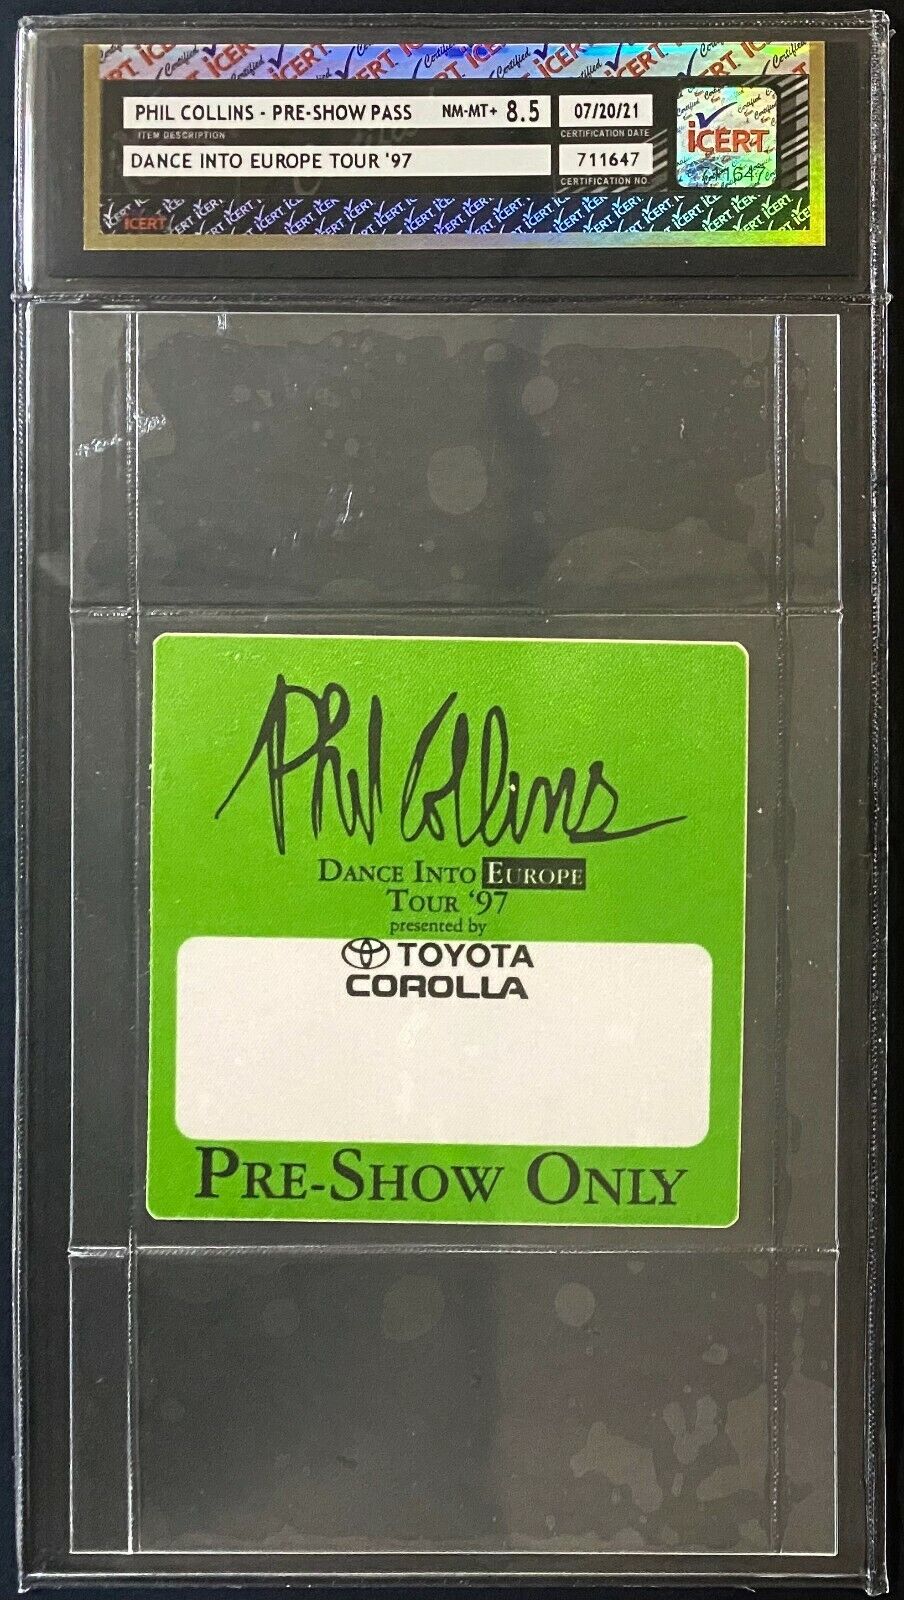 PHIL COLLINS - PRE-SHOW PASS NM-MT+ 8.5 07/20/21
ITEM DESCRIPTION CERTIFICATION DATE
DANCE INTO EUROPE TOUR '97 711647
CERTIFICATION NO.
iCERT
711647
iCERT
Phil Collins
DANCE INTO EUROPE
TOUR ‘97
presented by
TOYOTA
COROLLA
PRE-SHOW ONLY